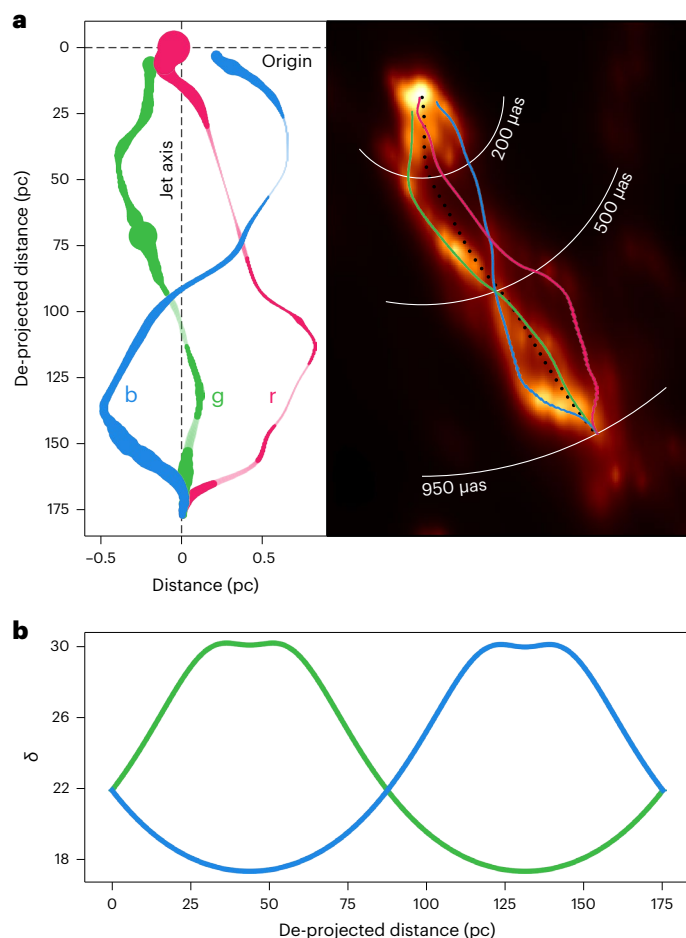 a
0
25
50
75
100
125
150
175
De-projected distance (pc)
Origin
Jet axis
b
g
r
−0.5
0
0.5
Distance (pc)
200 µas
500 µas
950 µas
b
30
26
22
18
δ
0
25
50
75
100
125
150
175
De-projected distance (pc)